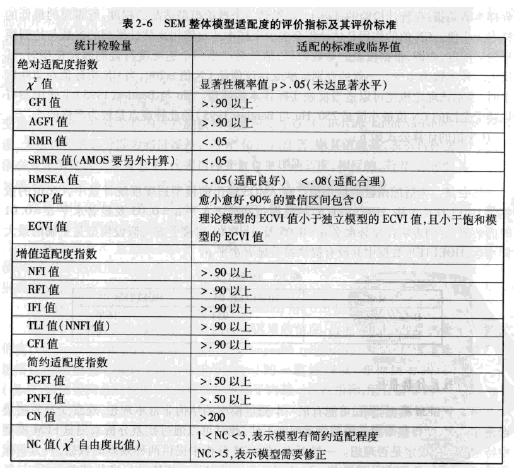 表 2-6 SEM 整体模型适配度的评价指标及其评价标准
统计检验量 适配的标准或临界值
绝对适配度指数
χ² 值 显著性概率值 p>.05(未达显著水平)
GFI 值 >.90 以上
AGFI 值 >.90 以上
RMR 值 <.05
SRMR 值(AMOS 要另外计算) <.05
RMSEA 值 <.05(适配良好) <.08(适配合理)
NCP 值 愈小愈好,90%的置信区间包含 0
ECVI 值 理论模型的 ECVI 值小于独立模型的 ECVI 值,且小于饱和模
型的 ECVI 值
增值适配度指数
NFI 值 >.90 以上
RFI 值 >.90 以上
IFI 值 >.90 以上
TLI 值(NNFI 值) >.90 以上
CFI 值 >.90 以上
简约适配度指数
PGFI 值 >.50 以上
PNFI 值 >.50 以上
CN 值 >200
NC 值(χ² 自由度比值) 1<NC<3,表示模型有简约适配程度
NC>5,表示模型需要修正